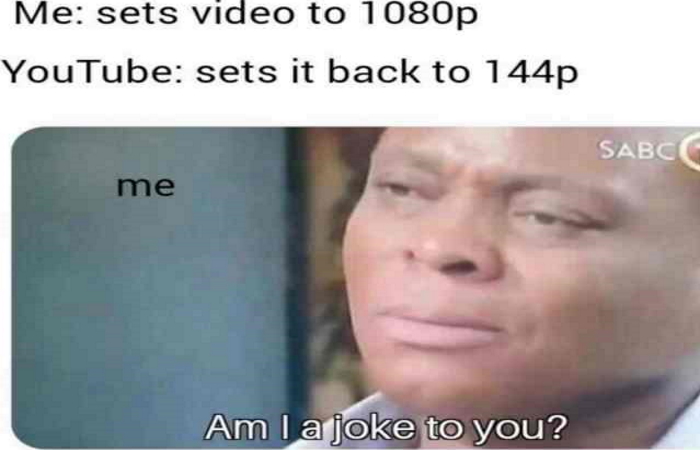 Me: sets video to 1080p
YouTube: sets it back to 144p
SABC
me
Am I a joke to you?